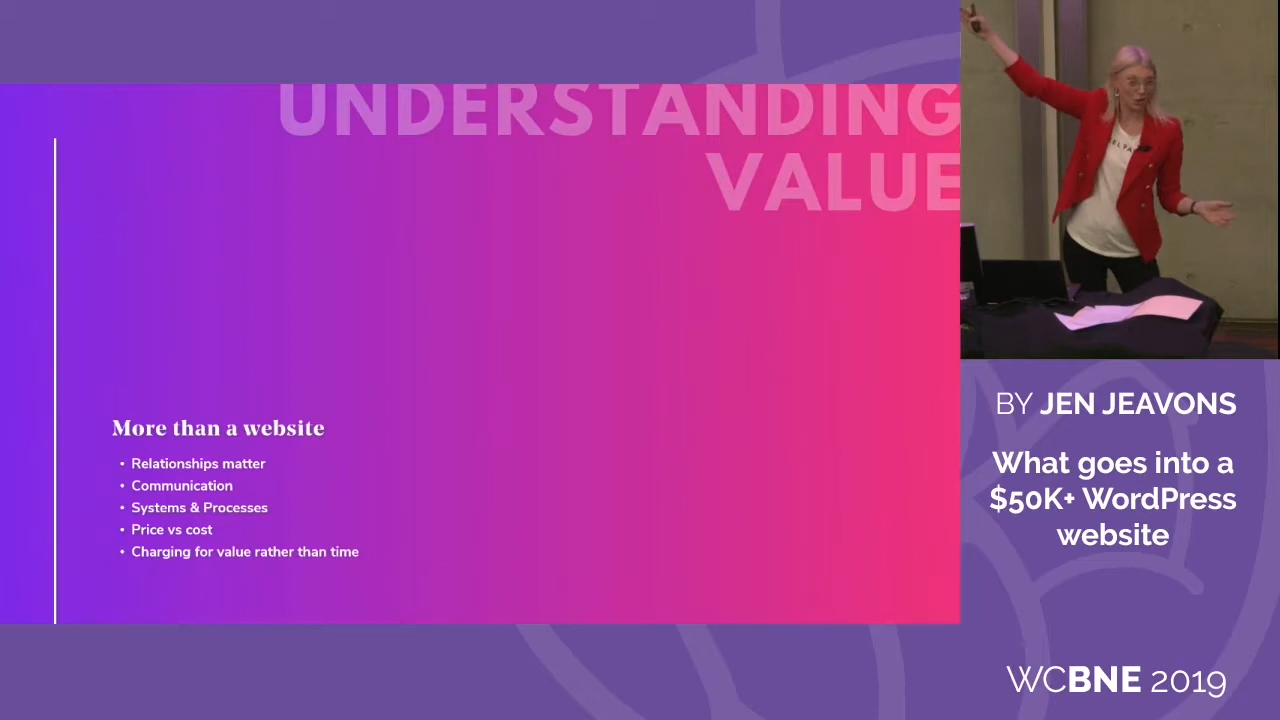 UNDERSTANDING
VALUE
More than a website
• Relationships matter
• Communication
• Systems & Processes
• Price vs cost
• Charging for value rather than time
BY JEN JEAVONS
What goes into a
$50K+ WordPress
website
WCBNE 2019